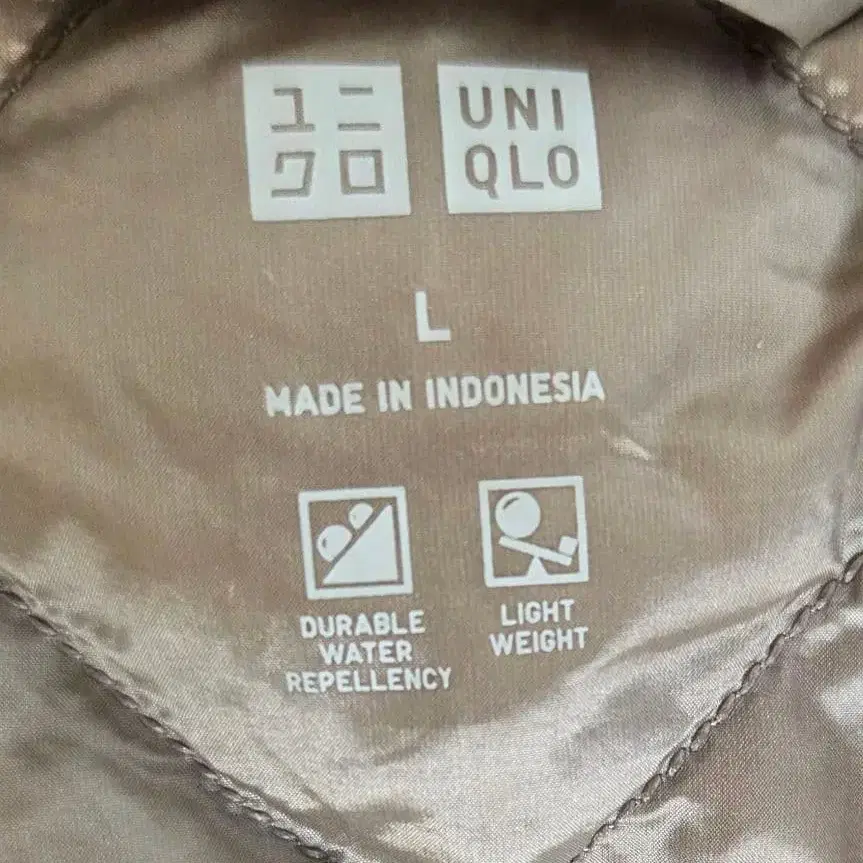 ユニ
クロ
UNI
QLO
L
MADE IN INDONESIA
DURABLE
WATER
REPELLENCY
LIGHT
WEIGHT